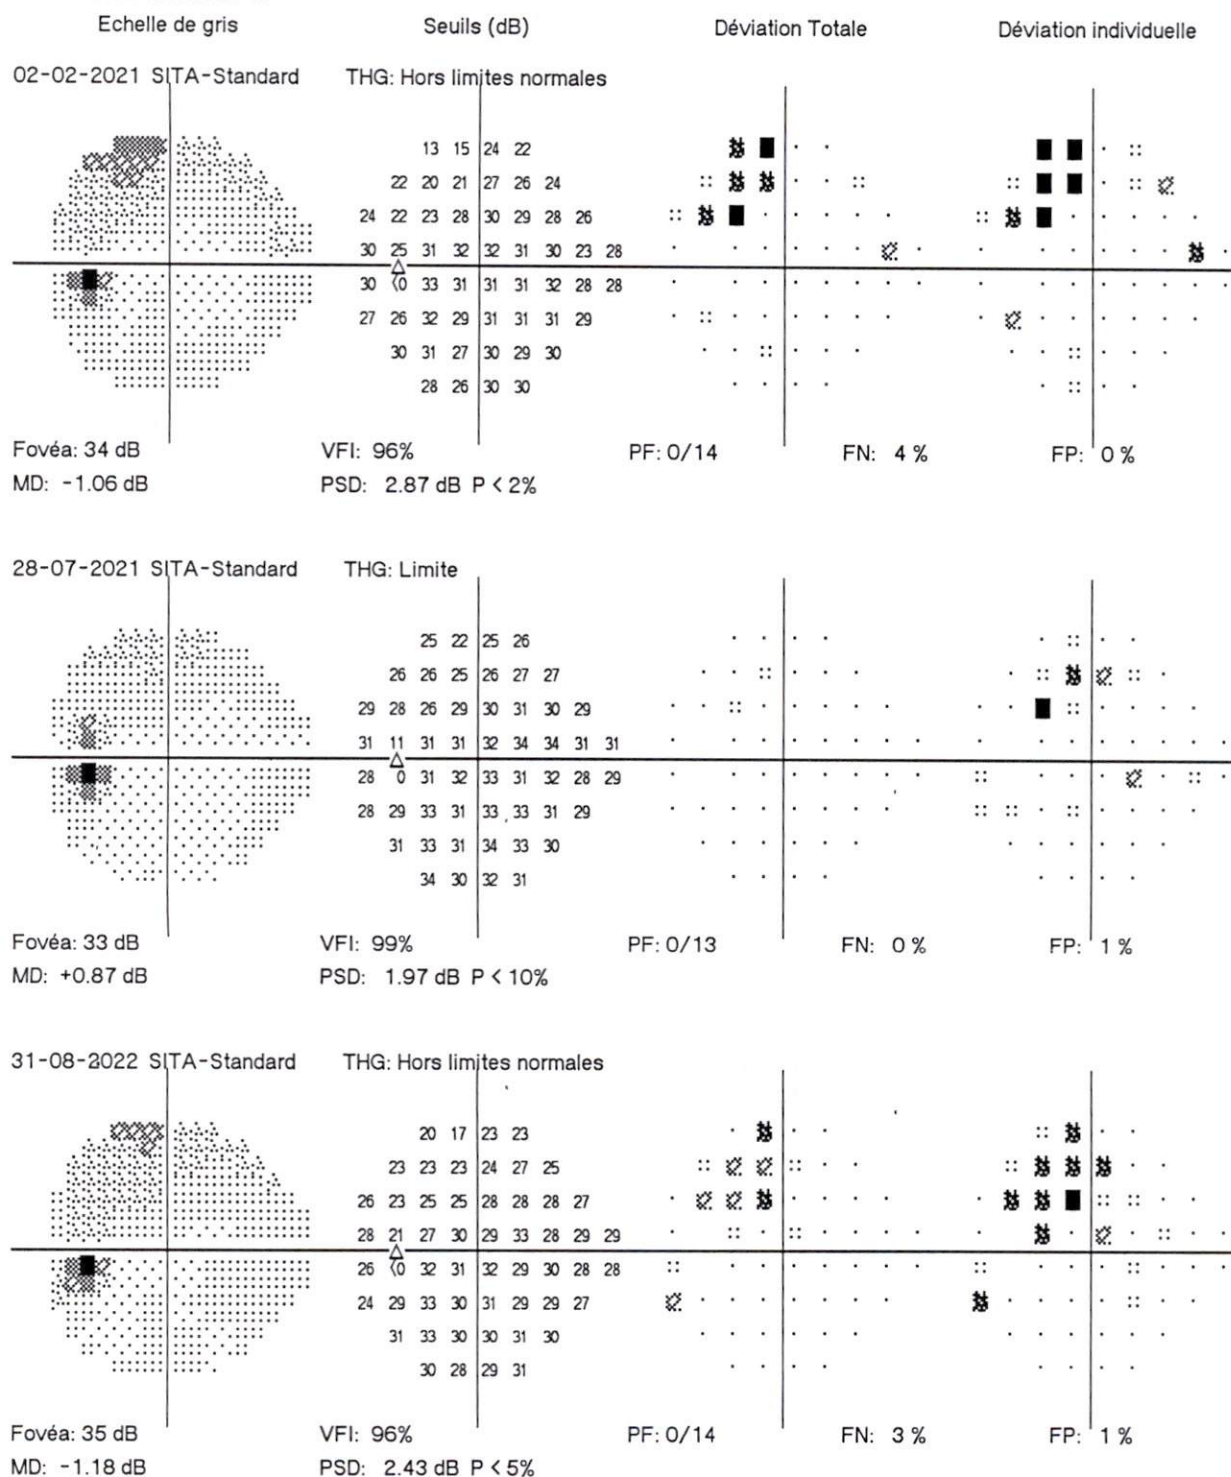 Echelle de gris Seuils (dB) Déviation Totale Déviation individuelle
02-02-2021 SITA-Standard THG: Hors limites normales
13 15 24 22
22 20 21 27 26 24
24 22 23 28 30 29 28 26
30 25 31 32 32 31 30 23 28
30 <0 33 31 31 31 32 28 28
27 26 32 29 31 31 31 29
30 31 27 30 29 30
28 26 30 30
Fovéa: 34 dB VFI: 96% PF: 0/14 FN: 4 % FP: 0 %
MD: -1.06 dB PSD: 2.87 dB P < 2%
28-07-2021 SITA-Standard THG: Limite
25 22 25 26
26 26 25 26 27 27
29 28 26 29 30 31 30 29
31 11 31 31 32 34 34 31 31
28 0 31 32 33 31 32 28 29
28 29 33 31 33 33 31 29
31 33 31 34 33 30
34 30 32 31
Fovéa: 33 dB VFI: 99% PF: 0/13 FN: 0 % FP: 1 %
MD: +0.87 dB PSD: 1.97 dB P < 10%
31-08-2022 SITA-Standard THG: Hors limites normales
20 17 23 23
23 23 23 24 27 25
26 23 25 25 28 28 28 27
28 21 27 30 29 33 28 29 29
26 <0 32 31 32 29 30 28 28
24 29 33 30 31 29 29 27
31 33 30 30 31 30
30 28 29 31
Fovéa: 35 dB VFI: 96% PF: 0/14 FN: 3 % FP: 1 %
MD: -1.18 dB PSD: 2.43 dB P < 5%